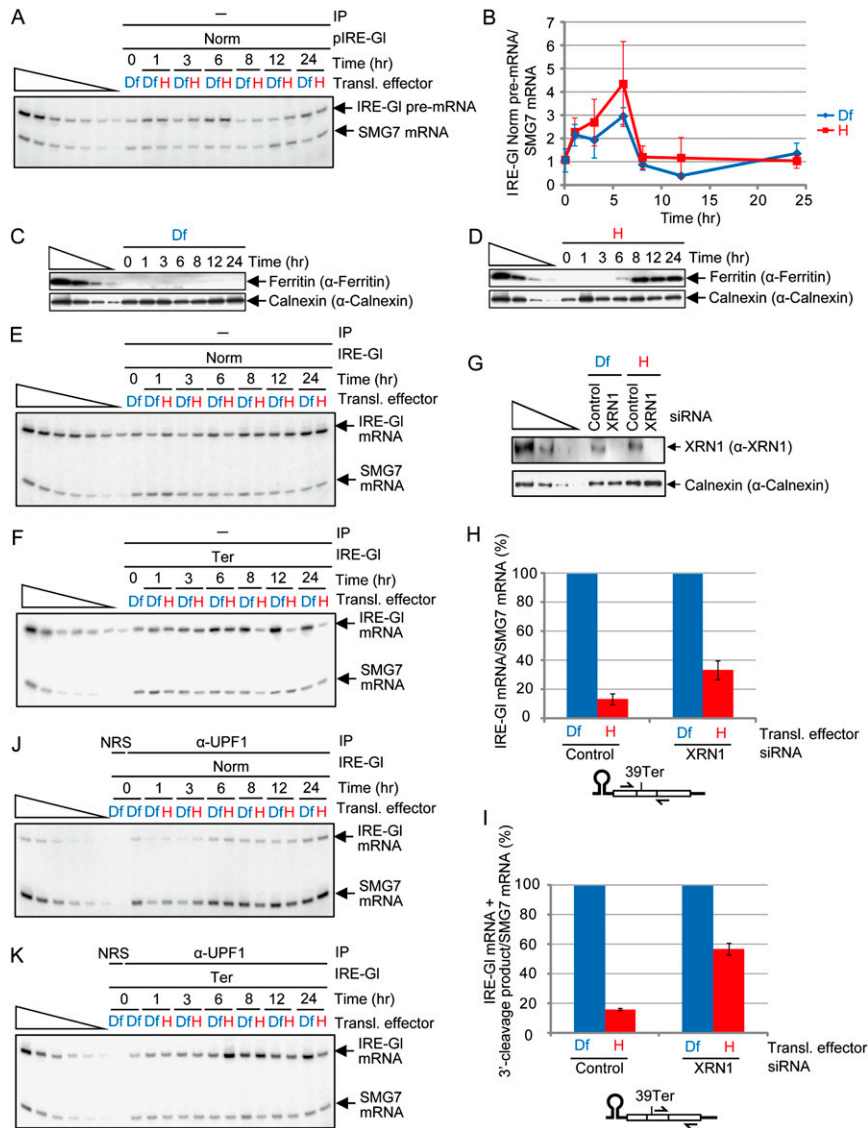 A
— IP
Norm pIRE-Gl
0 1 3 6 8 12 24 Time (hr)
Df Df H Df H Df H Df H Df H Df H Transl. effector
IRE-Gl pre-mRNA
SMG7 mRNA
B
IRE-Gl Norm pre-mRNA/
SMG7 mRNA
7
6
5
4
3
2
1
0
0 5 10 15 20 25
Time (hr)
Df
H
C
Df
0 1 3 6 8 12 24 Time (hr)
Ferritin (α-Ferritin)
Calnexin (α-Calnexin)
D
H
0 1 3 6 8 12 24 Time (hr)
Ferritin (α-Ferritin)
Calnexin (α-Calnexin)
E
— IP
Norm IRE-Gl
0 1 3 6 8 12 24 Time (hr)
Df Df H Df H Df H Df H Df H Df H Transl. effector
IRE-Gl
mRNA
SMG7
mRNA
F
— IP
Ter IRE-Gl
0 1 3 6 8 12 24 Time (hr)
Df Df H Df H Df H Df H Df H Df H Transl. effector
IRE-Gl
mRNA
SMG7
mRNA
G
Df H
Control XRN1 Control XRN1 siRNA
XRN1 (α-XRN1)
Calnexin (α-Calnexin)
H
IRE-Gl mRNA/SMG7 mRNA (%)
100
80
60
40
20
0
Df H Df H Transl. effector
Control XRN1 siRNA
39Ter
I
IRE-Gl mRNA +
3'-cleavage product/SMG7 mRNA (%)
100
80
60
40
20
0
Df H Df H Transl. effector
Control XRN1 siRNA
39Ter
J
NRS α-UPF1 IP
Norm IRE-Gl
0 1 3 6 8 12 24 Time (hr)
Df Df Df H Df H Df H Df H Df H Df H Transl. effector
IRE-Gl
mRNA
SMG7
mRNA
K
NRS α-UPF1 IP
Ter IRE-Gl
0 1 3 6 8 12 24 Time (hr)
Df Df Df H Df H Df H Df H Df H Df H Transl. effector
IRE-Gl
mRNA
SMG7
mRNA